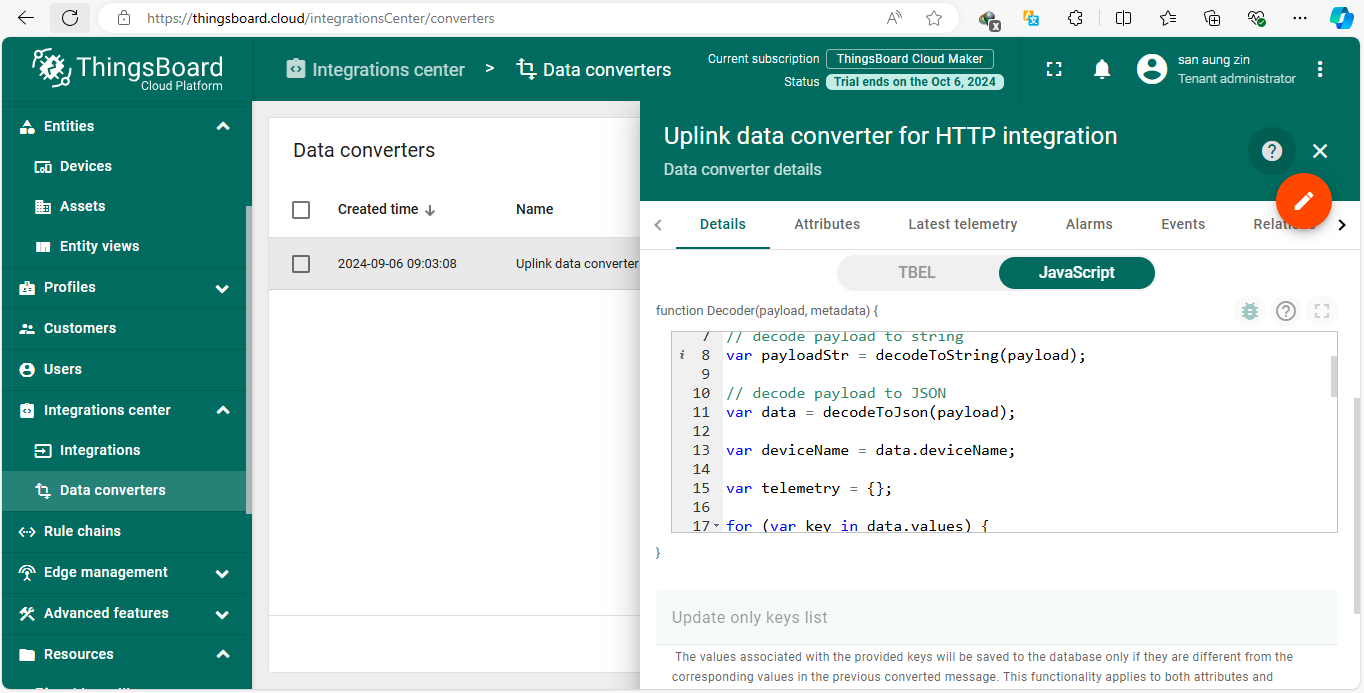 https://thingsboard.cloud/integrationsCenter/converters
ThingsBoard
Cloud Platform
Integrations center > Data converters
Current subscription ThingsBoard Cloud Maker
Status Trial ends on the Oct 6, 2024
san aung zin
Tenant administrator
Entities
Devices
Assets
Entity views
Profiles
Customers
Users
Integrations center
Integrations
Data converters
Rule chains
Edge management
Advanced features
Resources
Data converters
Created time Name
2024-09-06 09:03:08 Uplink data converter
Uplink data converter for HTTP integration
Data converter details
Details Attributes Latest telemetry Alarms Events
TBEL JavaScript
function Decoder(payload, metadata) {
7 // decode payload to string
i 8 var payloadStr = decodeToString(payload);
9
10 // decode payload to JSON
11 var data = decodeToJson(payload);
12
13 var deviceName = data.deviceName;
14
15 var telemetry = {};
16
17 for (var key in data.values) {
}
Update only keys list
The values associated with the provided keys will be saved to the database only if they are different from the
corresponding values in the previous converted message. This functionality applies to both attributes and